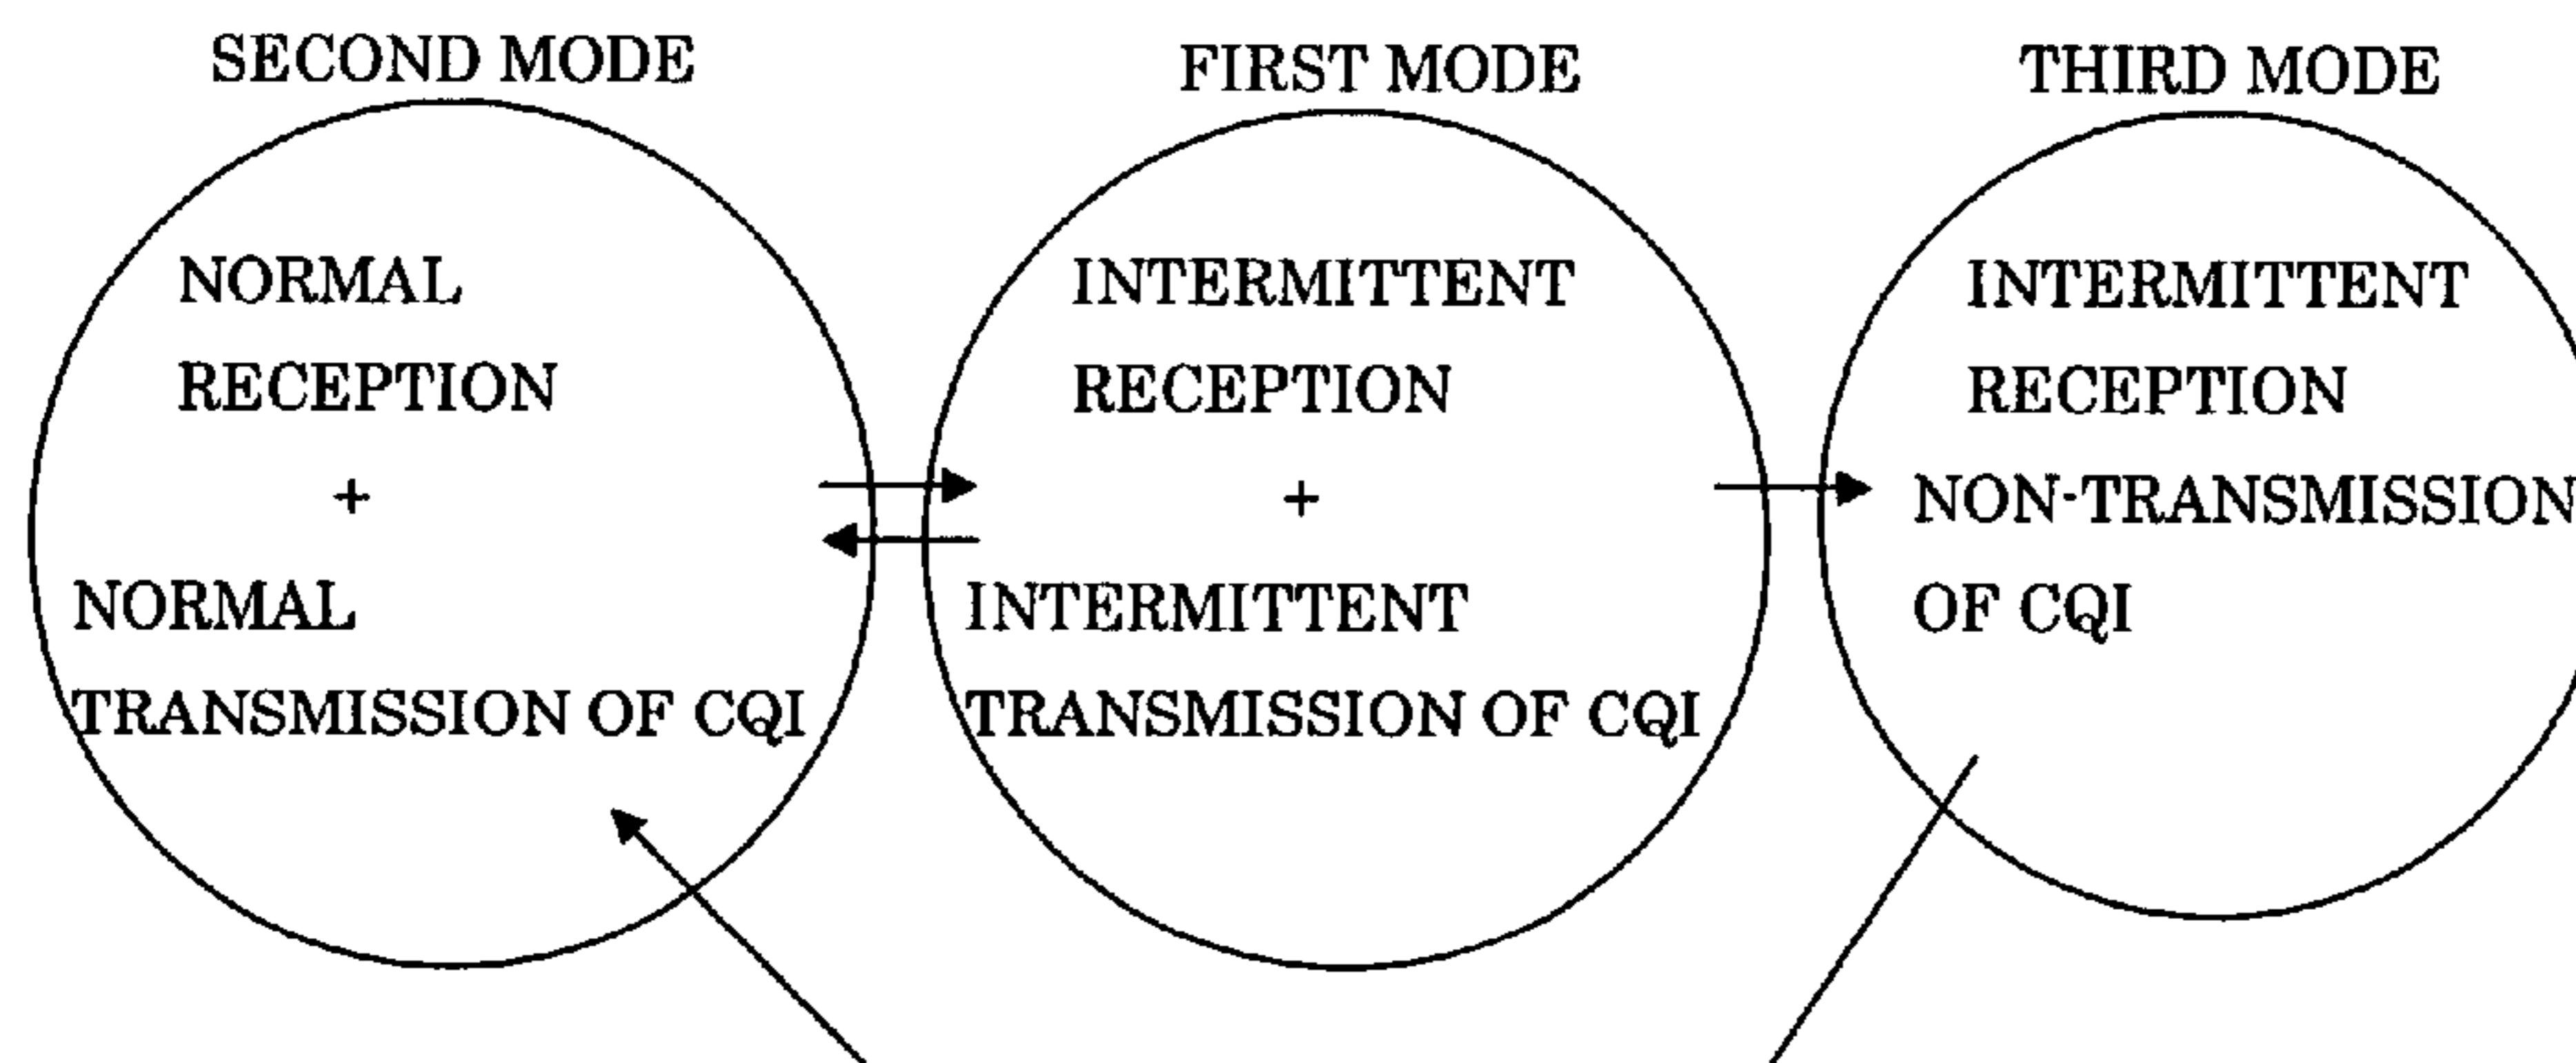 SECOND MODE
NORMAL
RECEPTION
+
NORMAL
TRANSMISSION OF CQI
FIRST MODE
INTERMITTENT
RECEPTION
+
INTERMITTENT
TRANSMISSION OF CQI
THIRD MODE
INTERMITTENT
RECEPTION
NON-TRANSMISSION
OF CQI